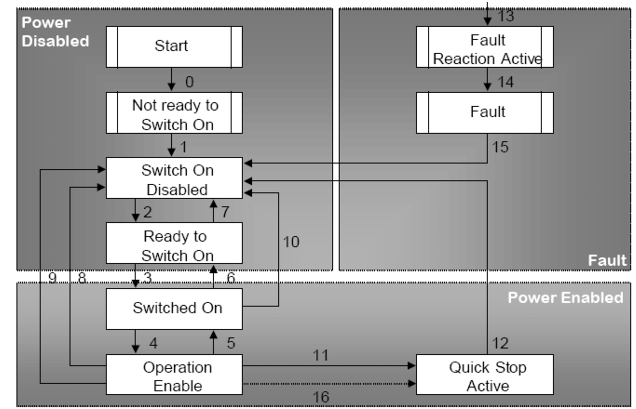 Power
Disabled
Start
0
Not ready to
Switch On
1
Switch On
Disabled
2
7
Ready to
Switch On
10
9
8
3
6
Switched On
4
5
Operation
Enable
11
16
13
Fault
Reaction Active
14
Fault
15
Fault
Power Enabled
12
Quick Stop
Active